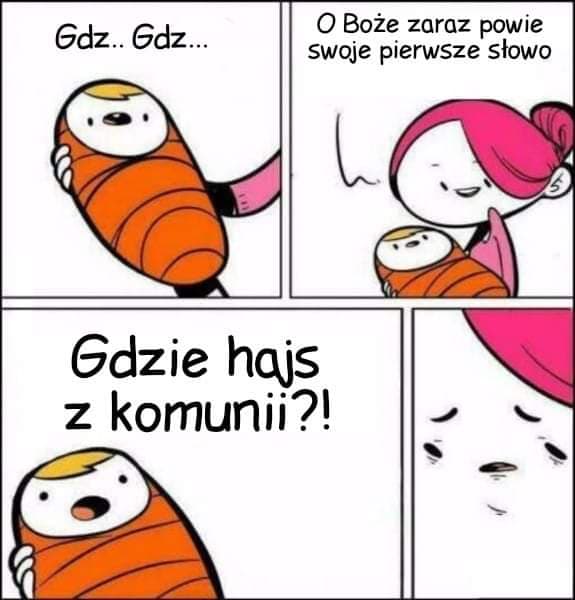 Gdz.. Gdz...
O Boże zaraz powie
swoje pierwsze słowo
Gdzie hajs
z komunii?!